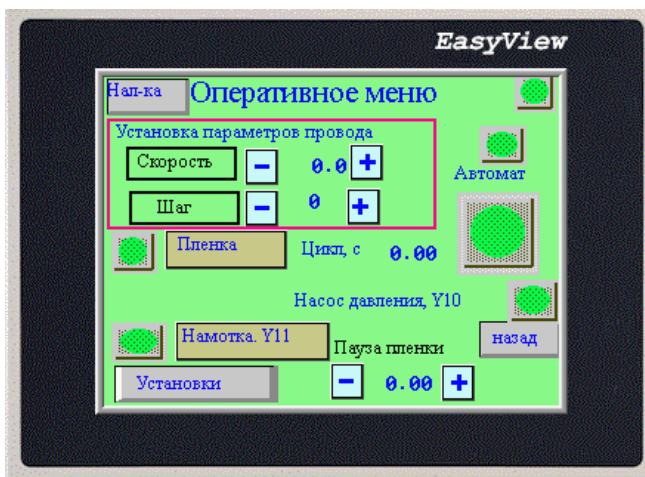 EasyView
Нал-ка
Оперативное меню
Установка параметров провода
Скорость
0.0
Автомат
Шаг
0
Пленка
Цикл, с
0.00
Насос давления, Y10
Намотка. Y11
Пауза пленки
назад
Установки
0.00